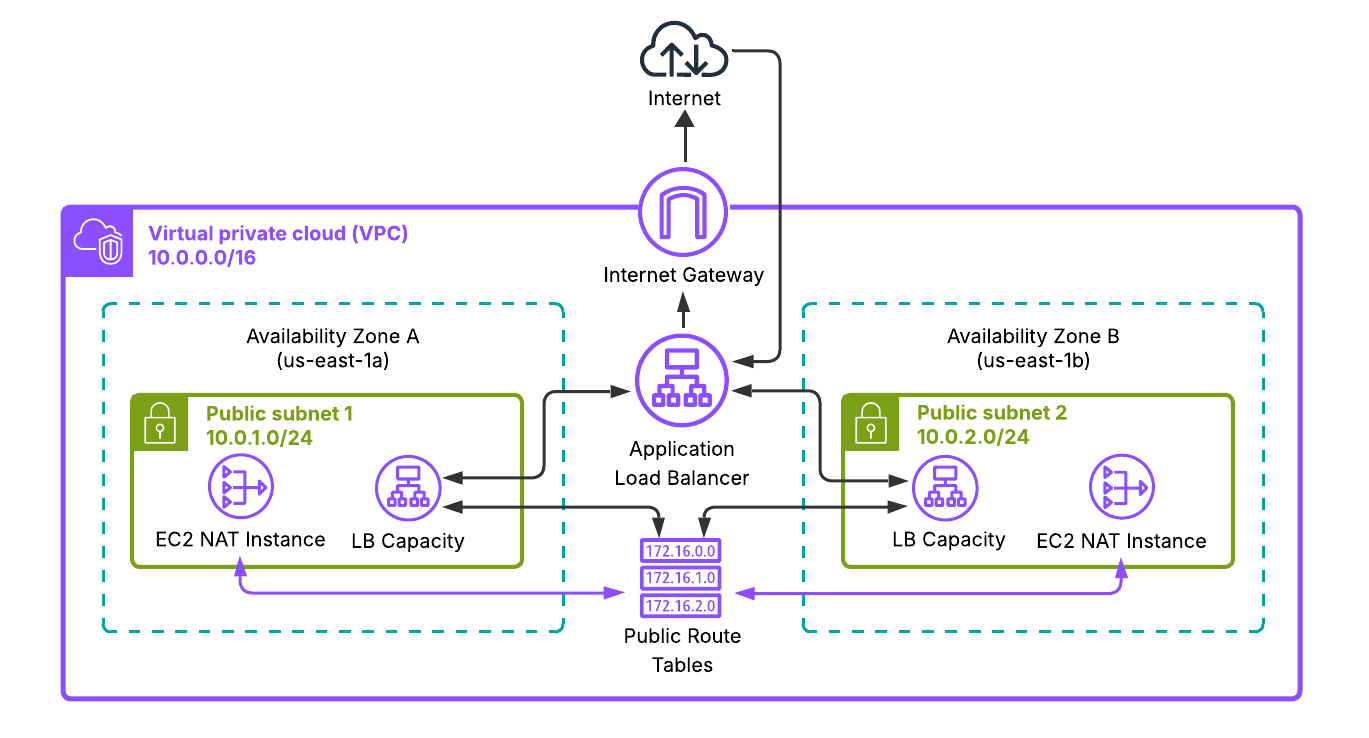 Internet
Virtual private cloud (VPC)
10.0.0.0/16
Internet Gateway
Availability Zone A
(us-east-1a)
Availability Zone B
(us-east-1b)
Public subnet 1
10.0.1.0/24
Public subnet 2
10.0.2.0/24
Application
Load Balancer
EC2 NAT Instance
LB Capacity
LB Capacity
EC2 NAT Instance
172.16.0.0
172.16.1.0
172.16.2.0
Public Route
Tables